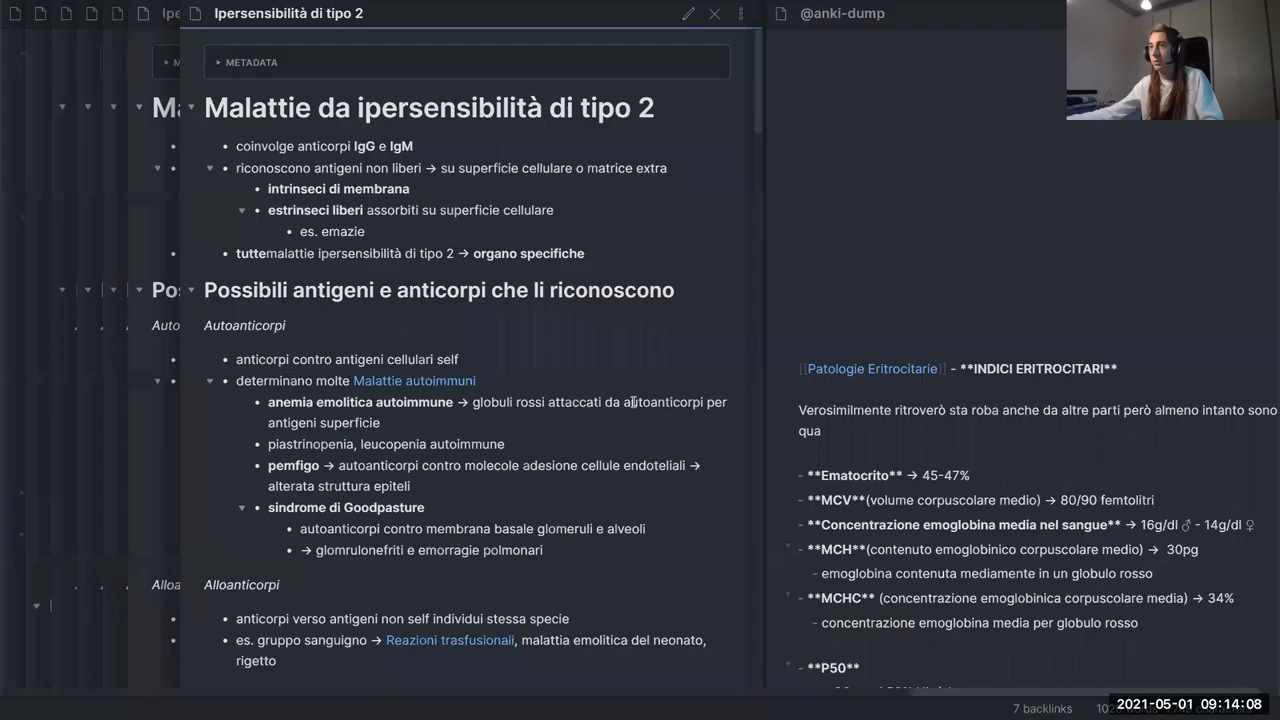 Ipe
Ipersensibilità di tipo 2
@anki-dump
M
METADATA
Ma
Malattie da ipersensibilità di tipo 2
• coinvolge anticorpi IgG e IgM
• riconoscono antigeni non liberi → su superficie cellulare o matrice extra
• intrinseci di membrana
• estrinseci liberi assorbiti su superficie cellulare
• es. emazie
• tuttemalattie ipersensibilità di tipo 2 → organo specifiche
Pos
Possibili antigeni e anticorpi che li riconoscono
Auto
Autoanticorpi
• anticorpi contro antigeni cellulari self
• determinano molte Malattie autoimmuni
• anemia emolitica autoimmune → globuli rossi attaccati da autoanticorpi per
antigeni superficie
• piastrinopenia, leucopenia autoimmune
• pemfigo → autoanticorpi contro molecole adesione cellule endoteliali →
alterata struttura epiteli
• sindrome di Goodpasture
• autoanticorpi contro membrana basale glomeruli e alveoli
• → glomrulonefriti e emorragie polmonari
Alloa
Alloanticorpi
• anticorpi verso antigeni non self individui stessa specie
• es. gruppo sanguigno → Reazioni trasfusionali, malattia emolitica del neonato,
rigetto
[[Patologie Eritrocitarie]] - **INDICI ERITROCITARI**
Verosimilmente ritroverò sta roba anche da altre parti però almeno intanto sono
qua
- **Ematocrito** → 45-47%
- **MCV**(volume corpuscolare medio) → 80/90 femtolitri
- **Concentrazione emoglobina media nel sangue** → 16g/dl ♂ - 14g/dl ♀
- **MCH**(contenuto emoglobinico corpuscolare medio) → 30pg
- emoglobina contenuta mediamente in un globulo rosso
- **MCHC** (concentrazione emoglobinica corpuscolare media) → 34%
- concentrazione emoglobina media per globulo rosso
- **P50**
7 backlinks
2021-05-01 09:14:08